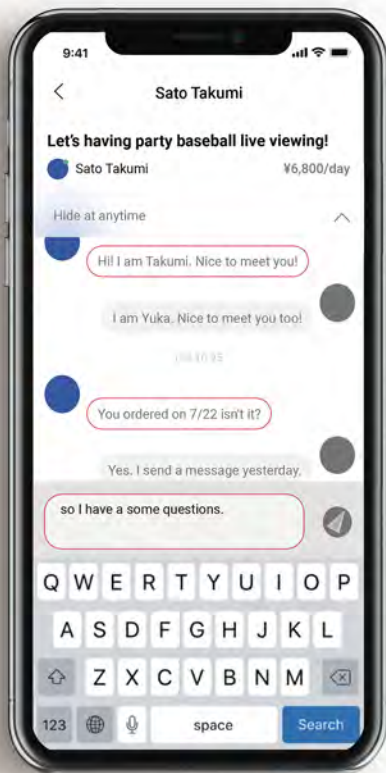 9:41
Sato Takumi
Let's having party baseball live viewing!
Sato Takumi ¥6,800/day
Hide at anytime
Hi! I am Takumi. Nice to meet you!
I am Yuka. Nice to meet you too!
You ordered on 7/22 isn't it?
Yes. I send a message yesterday.
so I have a some questions.
Q W E R T Y U I O P
A S D F G H J K L
Z X C V B N M
123 space Search